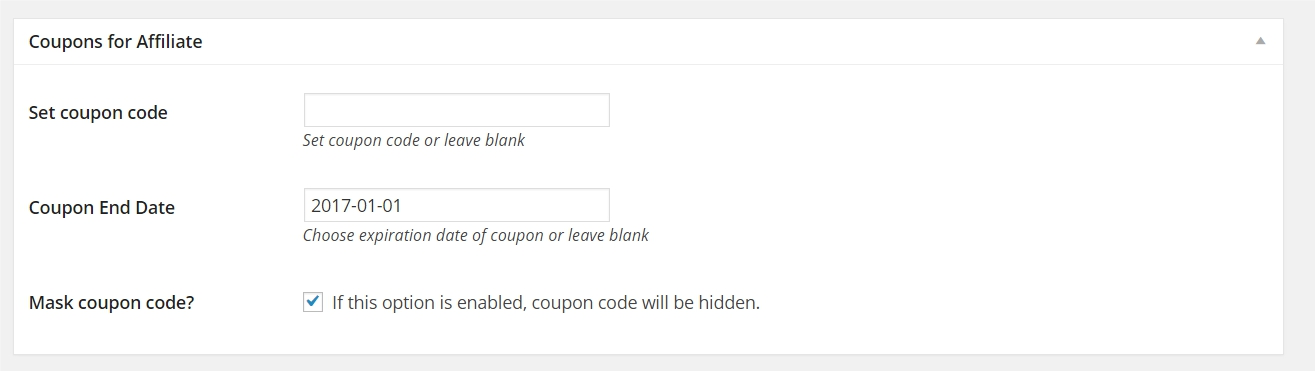 Coupons for Affiliate
Set coupon code
Set coupon code or leave blank
Coupon End Date
2017-01-01
Choose expiration date of coupon or leave blank
Mask coupon code?
If this option is enabled, coupon code will be hidden.